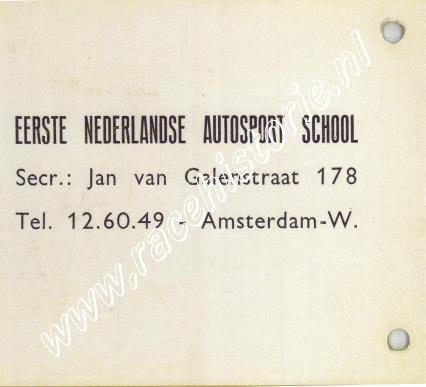 EERSTE NEDERLANDSE AUTOSPORT SCHOOL
Secr.: Jan van Galenstraat 178
Tel. 12.60.49 - Amsterdam-W.
www.racehistorie.nl